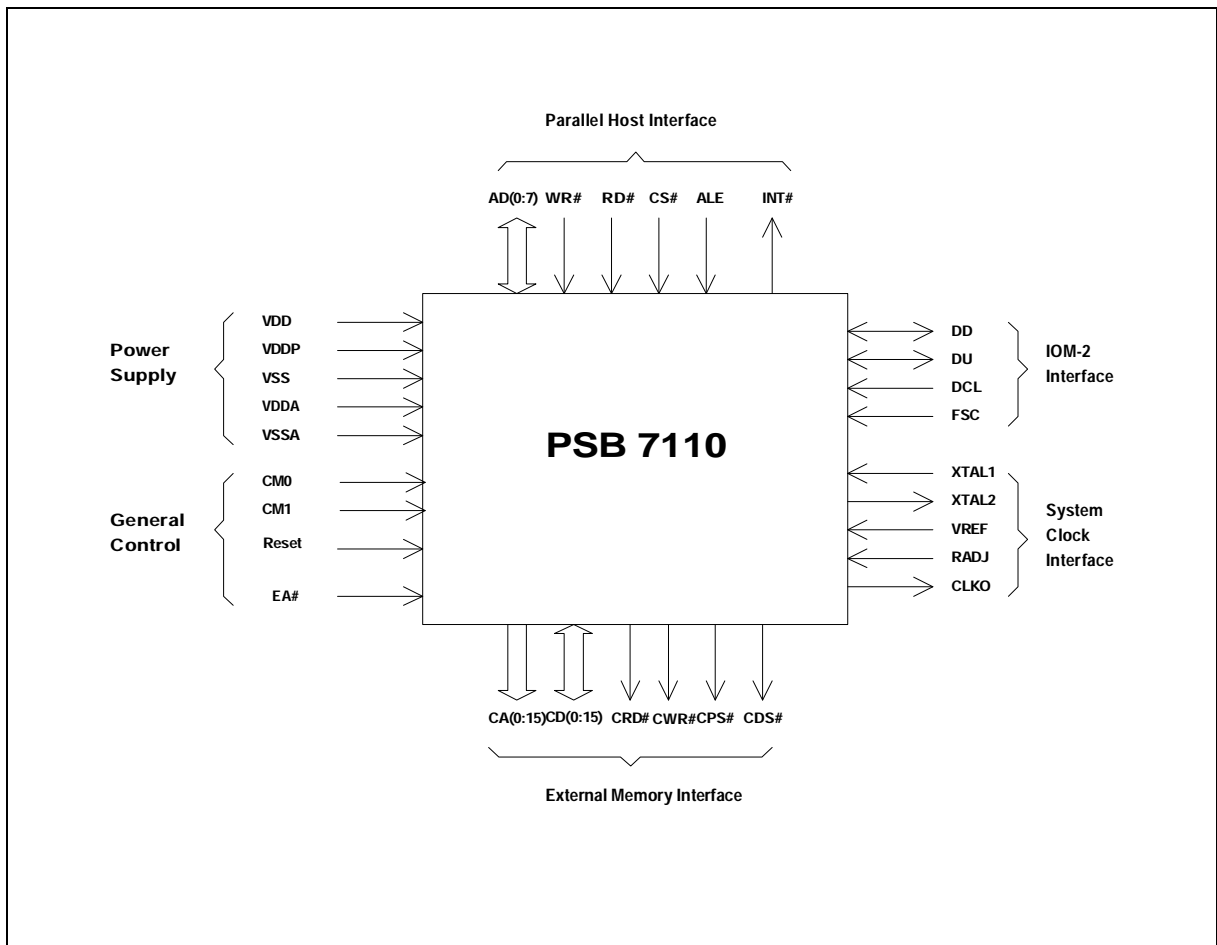 Parallel Host Interface
AD(0:7) WR# RD# CS# ALE INT#
Power
Supply
VDD
VDDP
VSS
VDDA
VSSA
General
Control
CM0
CM1
Reset
EA#
PSB 7110
DD
DU
DCL
FSC
IOM-2
Interface
XTAL1
XTAL2
VREF
RADJ
CLKO
System
Clock
Interface
CA(0:15) CD(0:15) CRD# CWR# CPS# CDS#
External Memory Interface